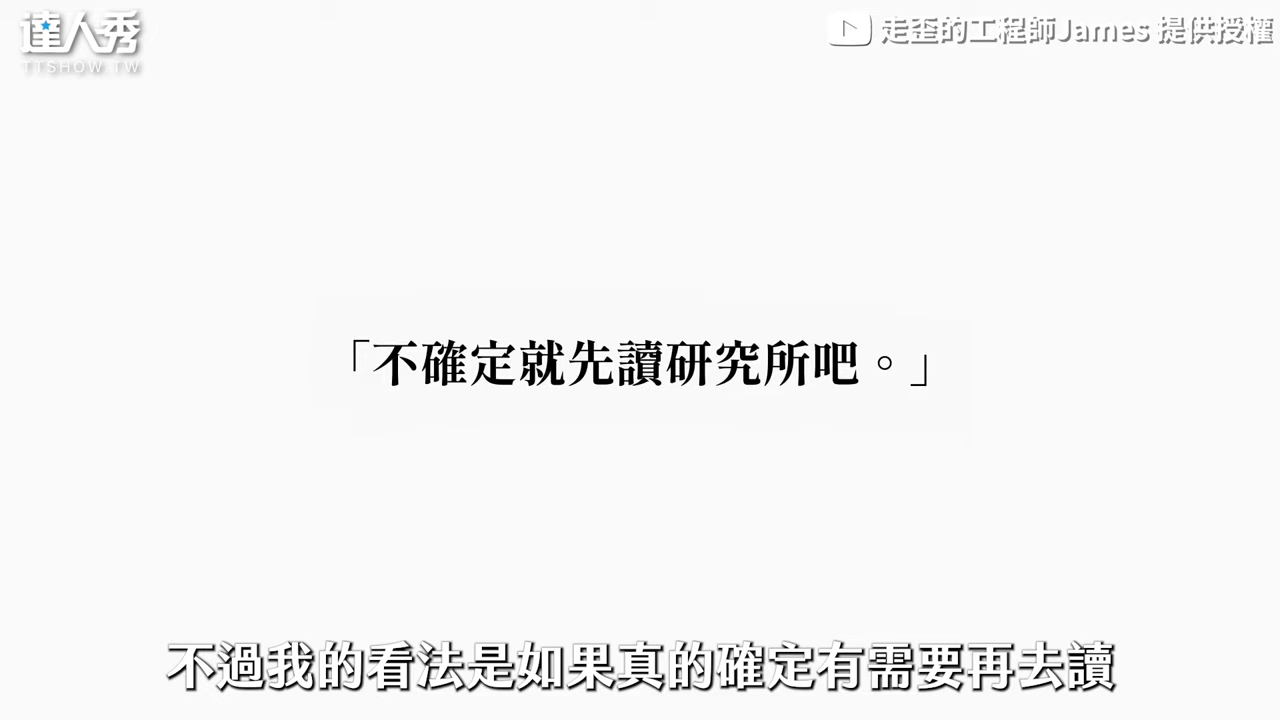 達人秀
TTSHOW.TW
走歪的工程師James 提供授權
「不確定就先讀研究所吧。」
不過我的看法是如果真的確定有需要再去讀